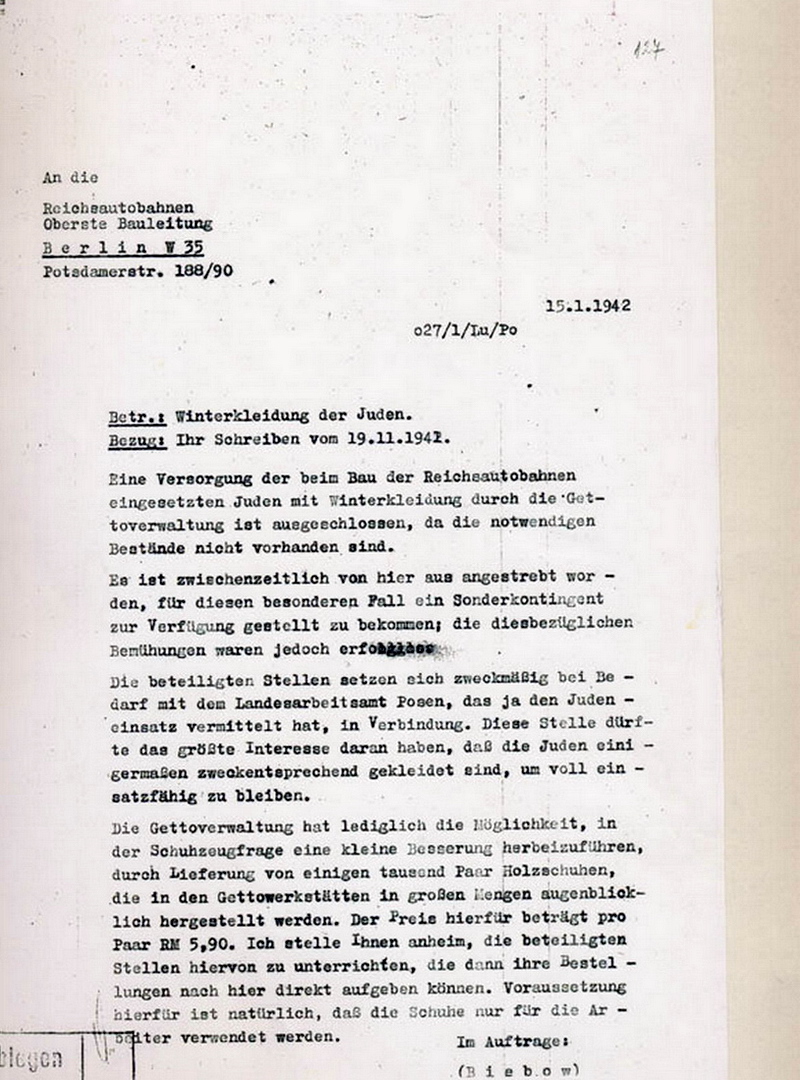 127
An die
Reichsautobahnen
Oberste Bauleitung
B e r l i n W 35
Potsdamerstr. 188/90
15.1.1942
o27/1/Lu/Po
Betr.: Winterkleidung der Juden.
Bezug: Ihr Schreiben vom 19.11.1941.
Eine Versorgung der beim Bau der Reichsautobahnen
eingesetzten Juden mit Winterkleidung durch die Get-
toverwaltung ist ausgeschlossen, da die notwendigen
Bestände nicht vorhanden sind.
Es ist zwischenzeitlich von hier aus angestrebt wor -
den, für diesen besonderen Fall ein Sonderkontingent
zur Verfügung gestellt zu bekommen; die diesbezüglichen
Bemühungen waren jedoch
Die beteiligten Stellen setzen sich zweckmäßig bei Be -
darf mit dem Landesarbeitsamt Posen, das ja den Juden -
einsatz vermittelt hat, in Verbindung. Diese Stelle dürf-
te das größte Interesse daran haben, daß die Juden eini -
germaßen zweckentsprechend gekleidet sind, um voll ein -
satzfähig zu bleiben.
Die Gettoverwaltung hat lediglich die Möglichkeit, in
der Schuhzeugfrage eine kleine Besserung herbeizuführen,
durch Lieferung von einigen tausend Paar Holzschuhen,
die in den Gettowerkstätten in großen Mengen augenblick-
lich hergestellt werden. Der Preis hierfür beträgt pro
Paar RM 5,90. Ich stelle Ihnen anheim, die beteiligten
Stellen hiervon zu unterrichten, die dann ihre Bestel -
lungen nach hier direkt aufgeben können. Voraussetzung
hierfür ist natürlich, daß die Schuhe nur für die Ar -
beiter verwendet werden.
Im Auftrage:
(B i e b o w)